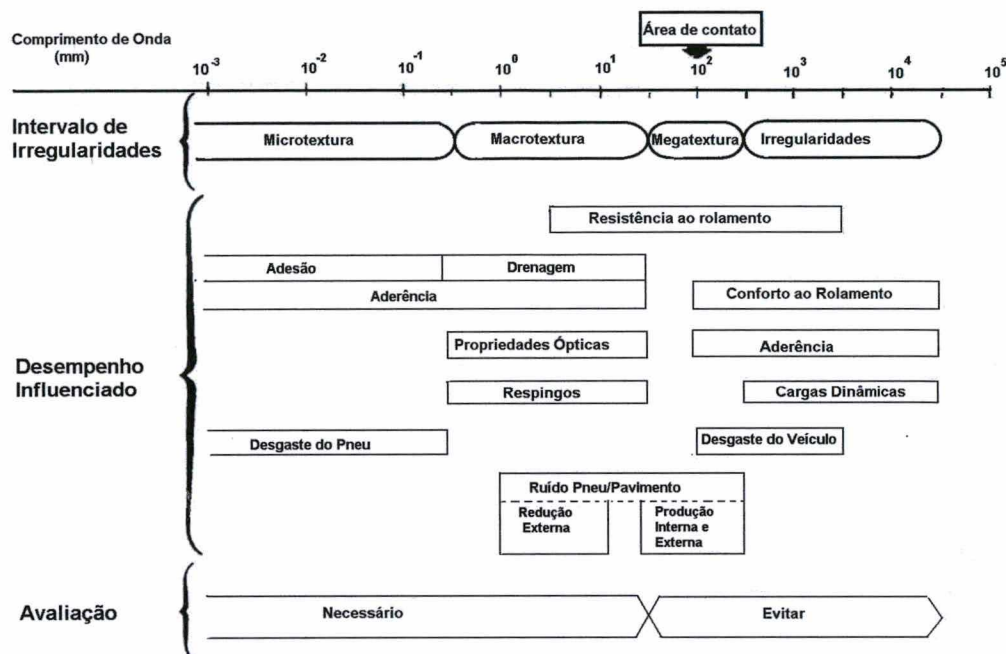 Área de contato
Comprimento de Onda
(mm)
10-3 10-2 10-1 100 101 102 103 104 105
Intervalo de
Irregularidades
Microtextura Macrotextura Megatextura Irregularidades
Resistência ao rolamento
Adesão Drenagem
Aderência Conforto ao Rolamento
Propriedades Ópticas Aderência
Desempenho
Influenciado
Respingos Cargas Dinâmicas
Desgaste do Pneu Desgaste do Veículo
Ruído Pneu/Pavimento
Redução
Externa
Produção
Interna e
Externa
Avaliação
Necessário Evitar